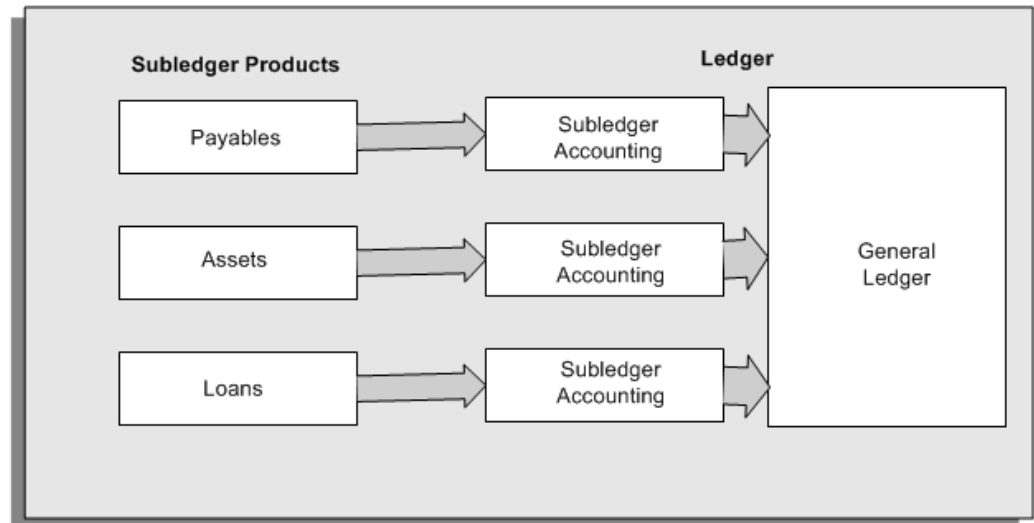 Subledger Products
Ledger
Payables
Subledger
Accounting
Assets
Subledger
Accounting
General
Ledger
Loans
Subledger
Accounting